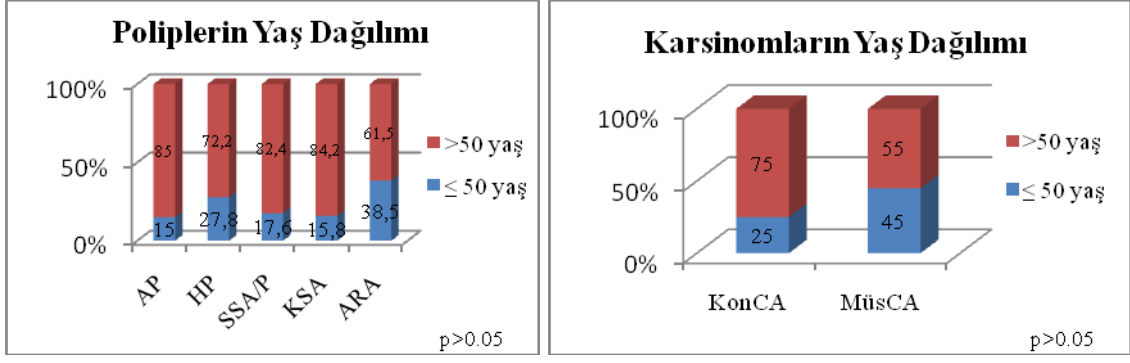 Poliplerin Yaş Dağılımı
100%
50%
0%
85
72,2
82,4
84,2
61,5
15
27,8
17,6
15,8
38,5
AP
HP
SSA/P
KSA
ARA
>50 yaş
≤ 50 yaş
p>0.05
Karsinomların Yaş Dağılımı
100%
50%
0%
75
55
25
45
KonCA
MüsCA
>50 yaş
≤ 50 yaş
p>0.05